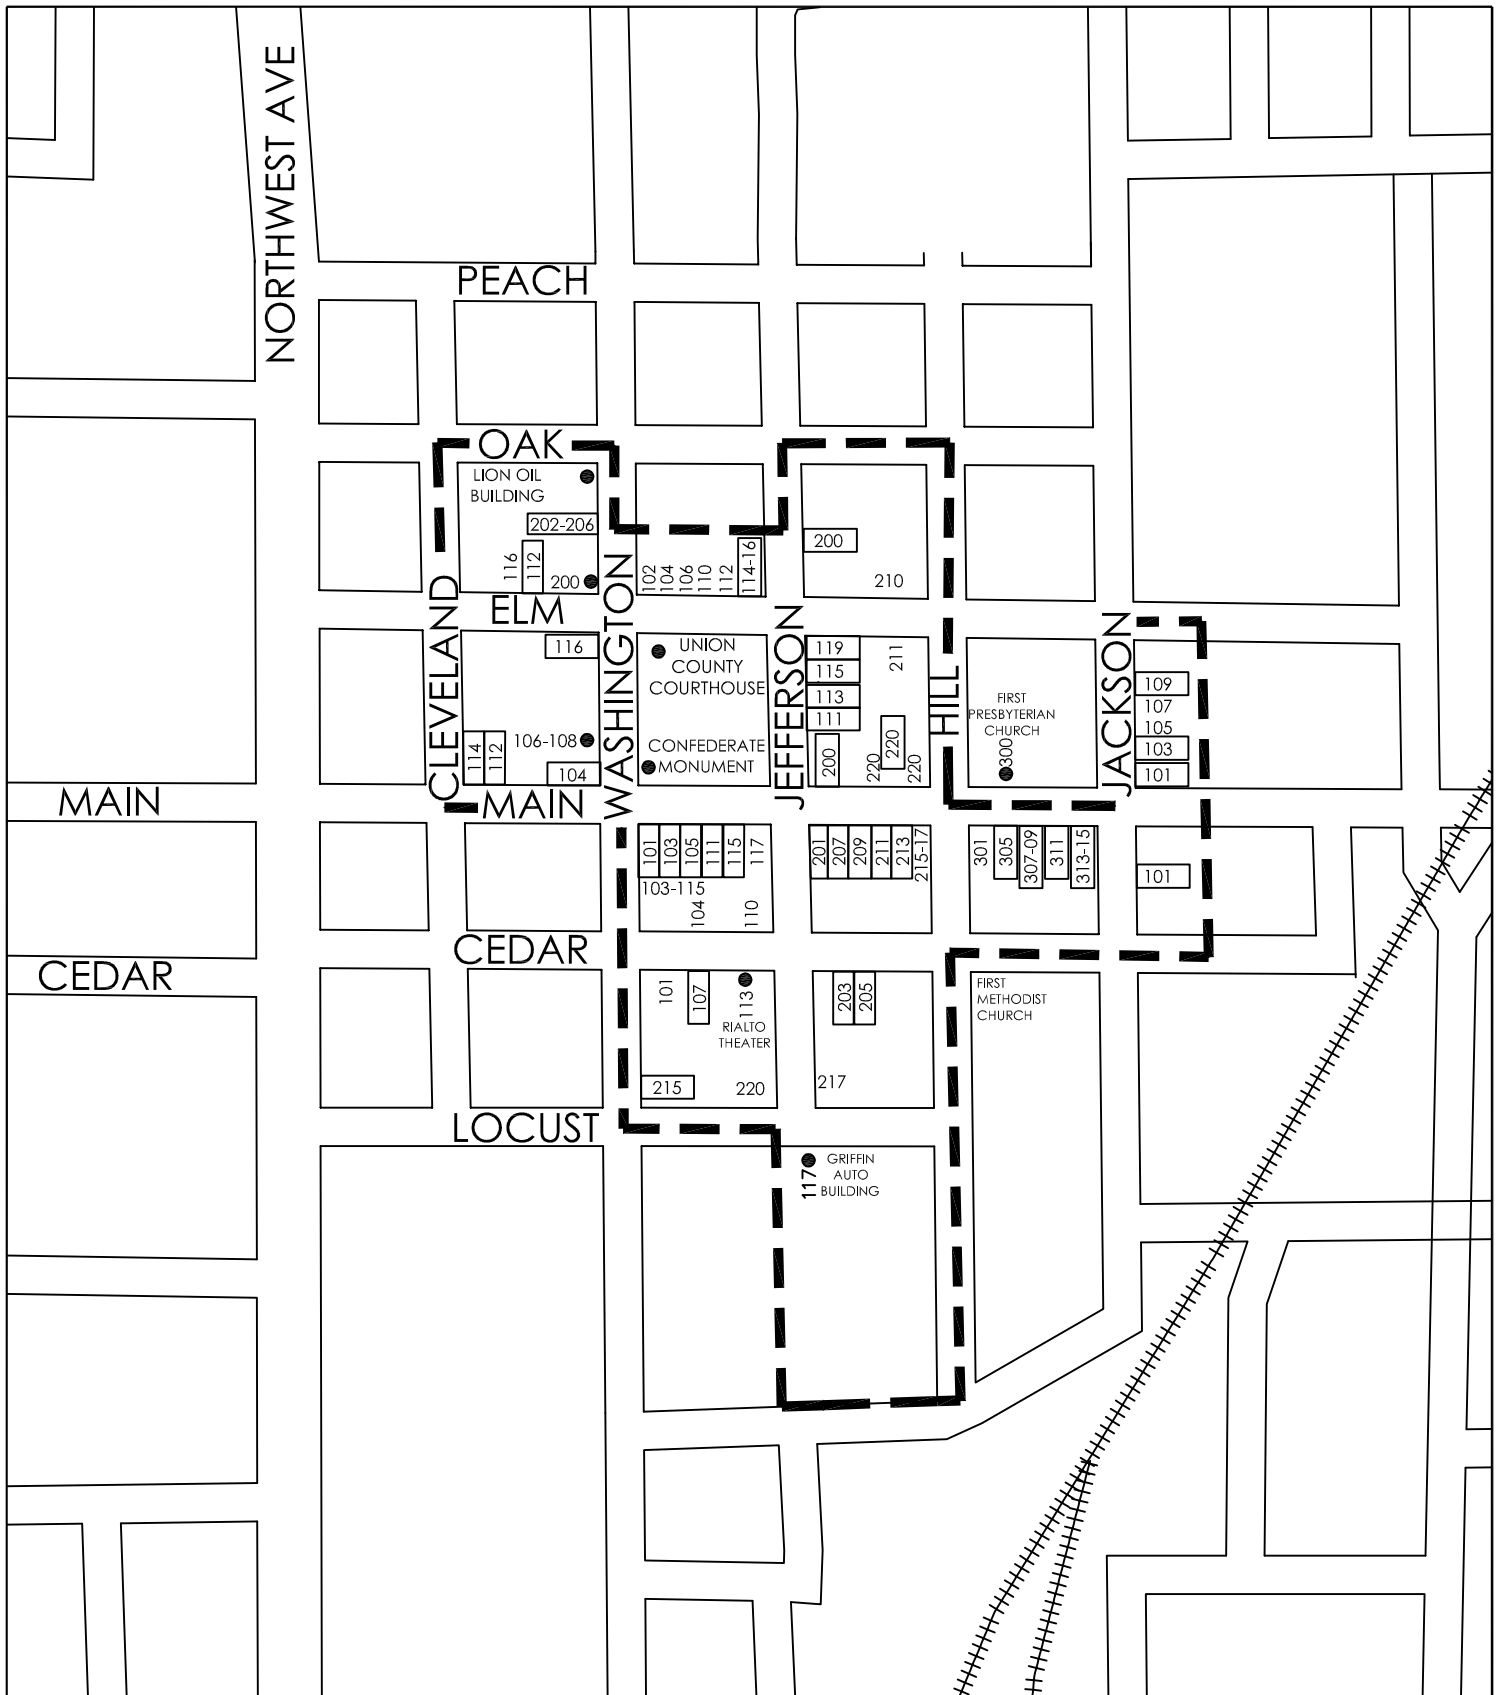 NORTHWEST AVE
PEACH
OAK
LION OIL
BUILDING
202-206
116
112
200
102
104
106
110
112
114-16
200
210
CLEVELAND
ELM
WASHINGTON
JEFFERSON
HILL
JACKSON
116
114
112
106-108
104
UNION
COUNTY
COURTHOUSE
CONFEDERATE
MONUMENT
119
115
113
111
200
211
220
220
220
FIRST
PRESBYTERIAN
CHURCH
300
109
107
105
103
101
MAIN
MAIN
101
103
105
111
115
117
103-115
104
110
201
207
209
211
213
215-17
301
305
307-09
311
313-15
101
CEDAR
CEDAR
101
107
113
RIALTO
THEATER
215
220
203
205
217
FIRST
METHODIST
CHURCH
LOCUST
117
GRIFFIN
AUTO
BUILDING